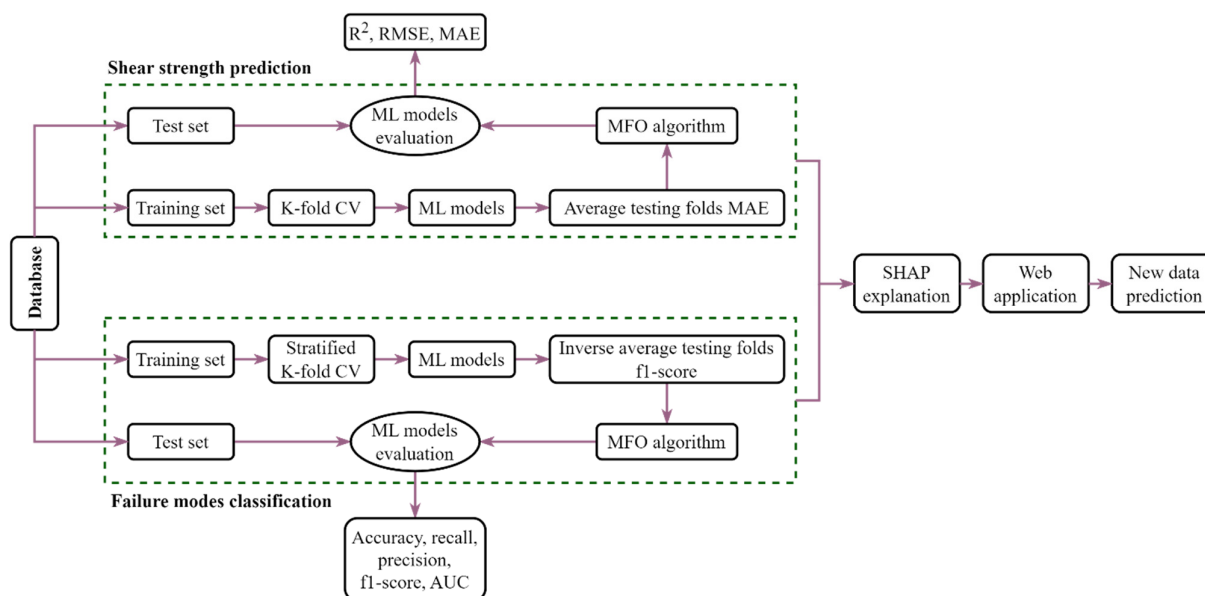 R², RMSE, MAE
Shear strength prediction
Test set
ML models
evaluation
MFO algorithm
Training set
K-fold CV
ML models
Average testing folds MAE
Database
SHAP
explanation
Web
application
New data
prediction
Training set
Stratified
K-fold CV
ML models
Inverse average testing folds
f1-score
Test set
ML models
evaluation
MFO algorithm
Failure modes classification
Accuracy, recall,
precision,
f1-score, AUC